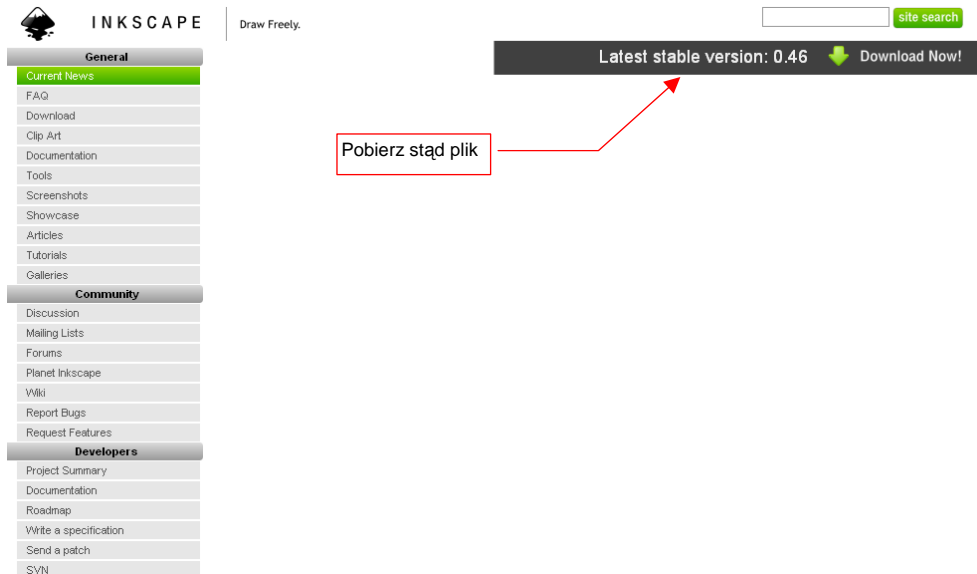 INKSCAPE
Draw Freely.
site search
Latest stable version: 0.46
Download Now!
Pobierz stąd plik
General
Current News
FAQ
Download
Clip Art
Documentation
Tools
Screenshots
Showcase
Articles
Tutorials
Galleries
Community
Discussion
Mailing Lists
Forums
Planet Inkscape
Wiki
Report Bugs
Request Features
Developers
Project Summary
Documentation
Roadmap
Write a specification
Send a patch
SVN